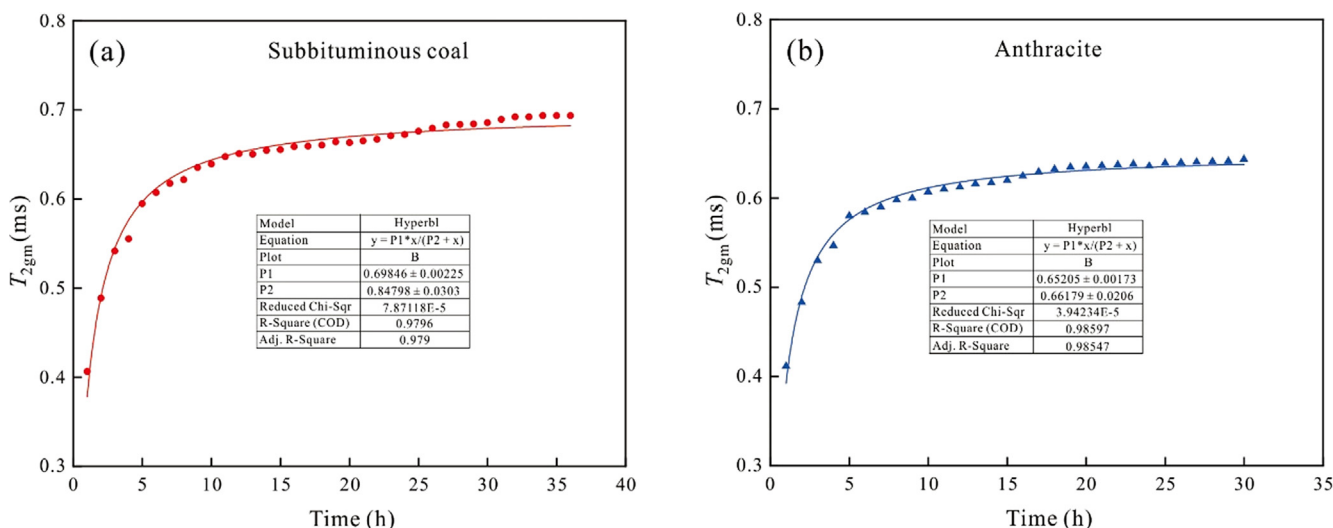 (a)
Subbituminous coal
0.8
0.7
0.6
0.5
0.4
0.3
T2gm (ms)
Model Hyperbl
Equation y = P1*x/(P2 + x)
Plot B
P1 0.69846 ± 0.00225
P2 0.84798 ± 0.0303
Reduced Chi-Sqr 7.87118E-5
R-Square (COD) 0.9796
Adj. R-Square 0.979
0 5 10 15 20 25 30 35 40
Time (h)
(b)
Anthracite
0.8
0.7
0.6
0.5
0.4
0.3
T2gm (ms)
Model Hyperbl
Equation y = P1*x/(P2 + x)
Plot B
P1 0.65205 ± 0.00173
P2 0.66179 ± 0.0206
Reduced Chi-Sqr 3.94234E-5
R-Square (COD) 0.98597
Adj. R-Square 0.98547
0 5 10 15 20 25 30 35
Time (h)